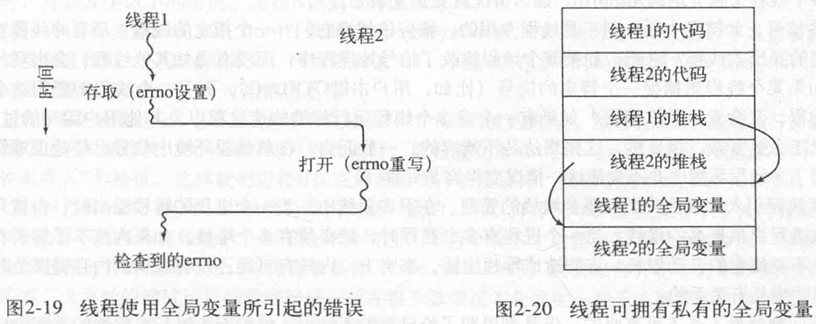 线程1
线程2
时间
存取（errno设置）
打开（errno重写）
检查到的errno
图2-19 线程使用全局变量所引起的错误
线程1的代码
线程2的代码
线程1的堆栈
线程2的堆栈
线程1的全局变量
线程2的全局变量
图2-20 线程可拥有私有的全局变量